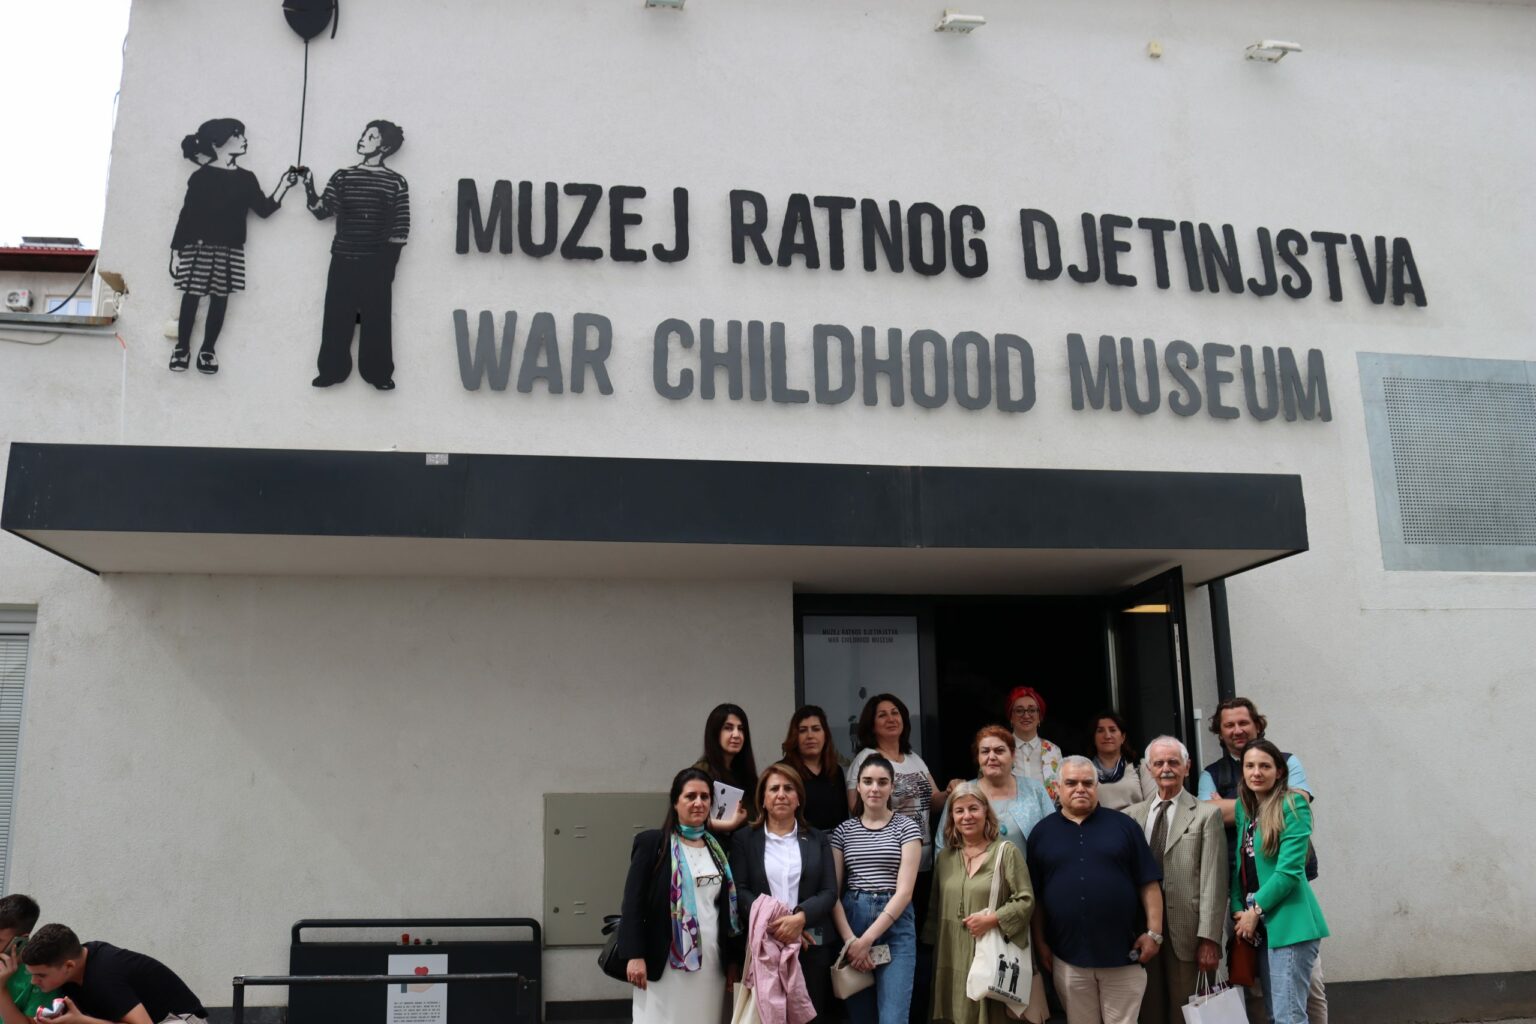 MUZEJ RATNOG DJETINJSTVA
WAR CHILDHOOD MUSEUM
MUZEJ RATNOG DJETINJSTVA
WAR CHILDHOOD MUSEUM